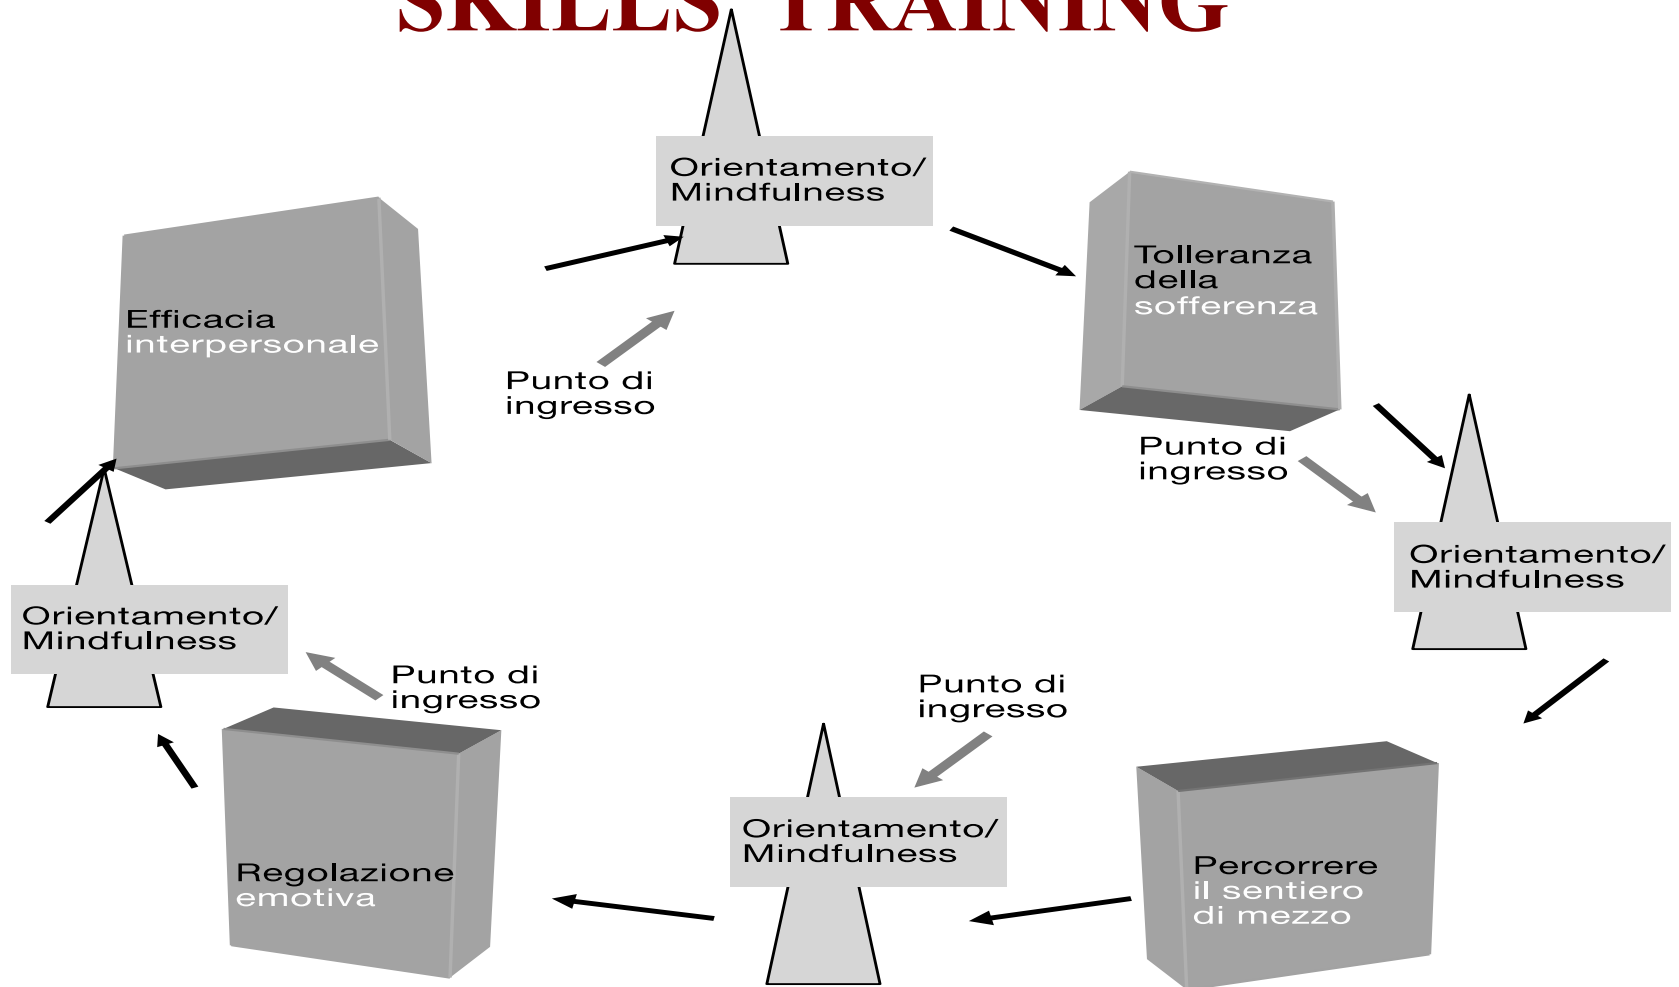 SKILLS TRAINING
Orientamento/
Mindfulness
Tolleranza
della
sofferenza
Efficacia
interpersonale
Punto di
ingresso
Punto di
ingresso
Orientamento/
Mindfulness
Orientamento/
Mindfulness
Punto di
ingresso
Punto di
ingresso
Orientamento/
Mindfulness
Percorrere
il sentiero
di mezzo
Regolazione
emotiva